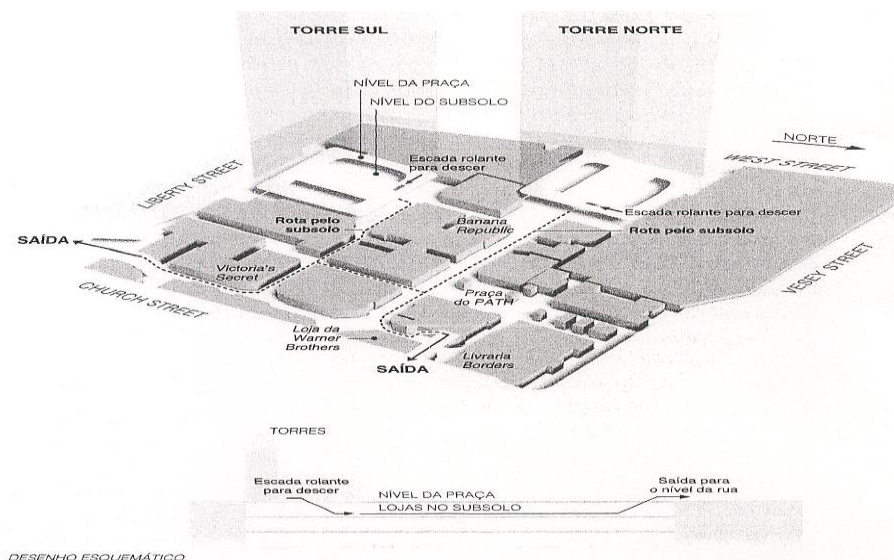 TORRE SUL
TORRE NORTE
NÍVEL DA PRAÇA
NÍVEL DO SUBSOLO
NORTE
WEST STREET
Escada rolante
para descer
LIBERTY STREET
Escada rolante para descer
Rota pelo
subsolo
Banana
Republic
Rota pelo subsolo
SAÍDA
Victoria's
Secret
VESEY STREET
CHURCH STREET
Praça
do PATH
Loja da
Warner
Brothers
Livraria
Borders
SAÍDA
TORRES
Escada rolante
para descer
Saída para
o nível da rua
NÍVEL DA PRAÇA
LOJAS NO SUBSOLO
DESENHO ESQUEMÁTICO